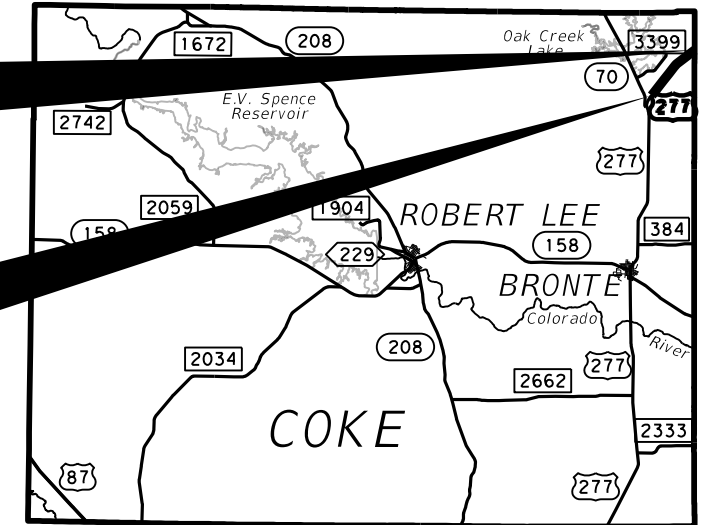 1672
208
Oak Creek
Lake
3399
70
277
2742
E.V. Spence
Reservoir
277
2059
1904
ROBERT LEE
384
158
229
158
BRONTE
Colorado
River
208
277
2034
2662
COKE
2333
87
277